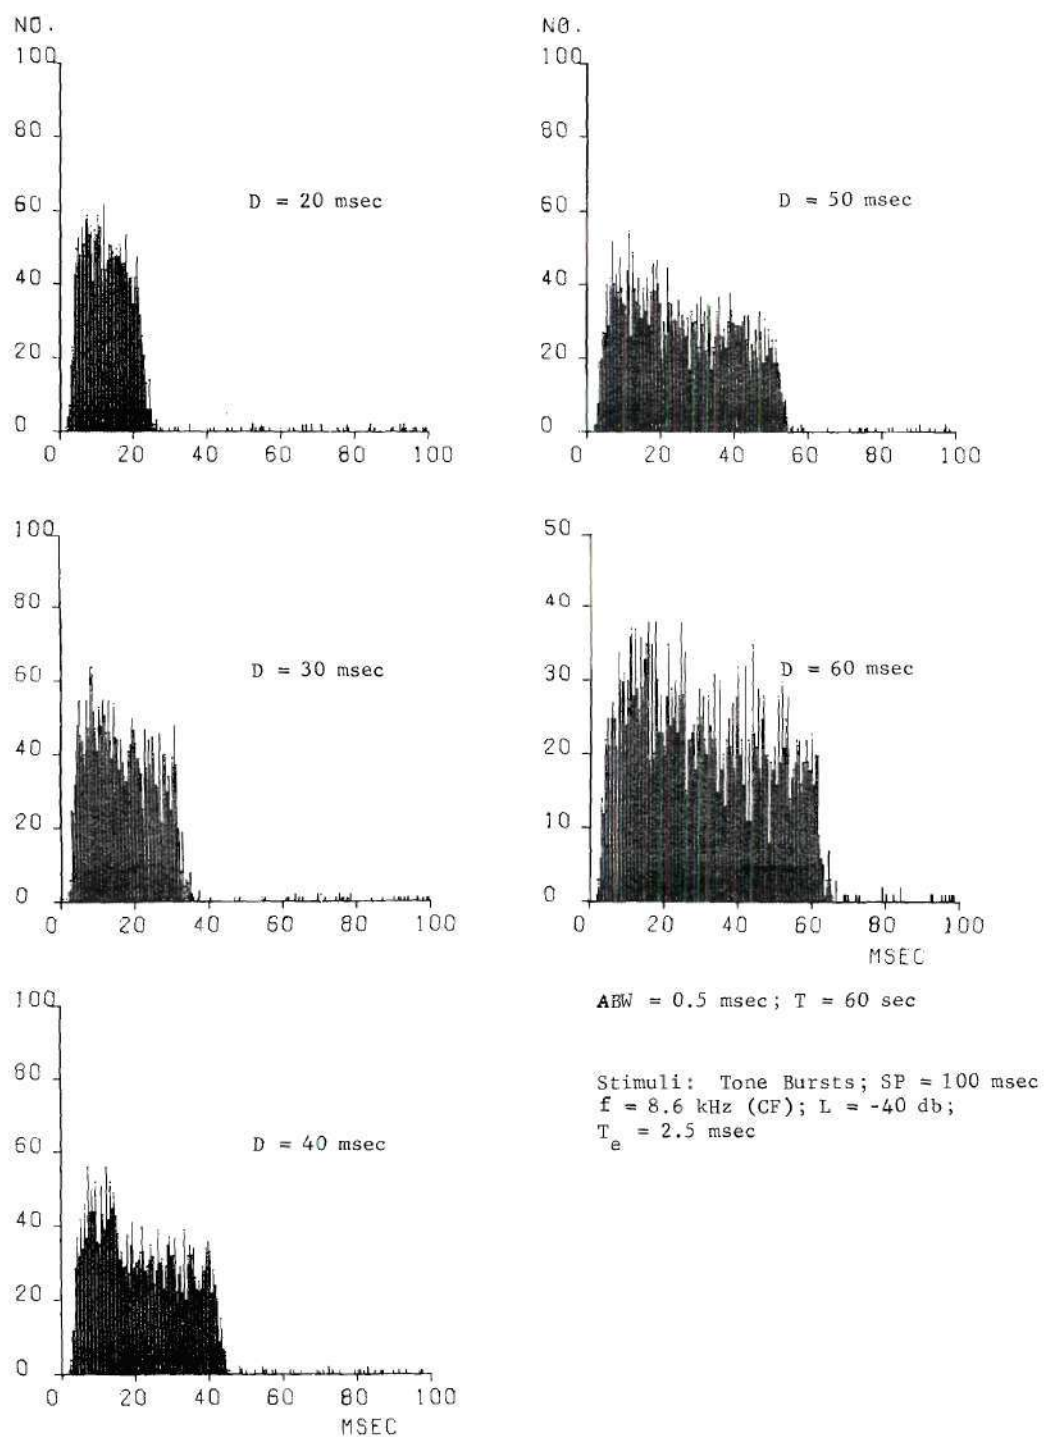 NO.
100
80
60
40
20
0
D = 20 msec
0 20 40 60 80 100
NO.
100
80
60
40
20
0
D = 50 msec
0 20 40 60 80 100
100
80
60
40
20
0
D = 30 msec
0 20 40 60 80 100
50
40
30
20
10
0
D = 60 msec
0 20 40 60 80 100
MSEC
100
80
60
40
20
0
D = 40 msec
0 20 40 60 80 100
MSEC
ABW = 0.5 msec; T = 60 sec
Stimuli: Tone Bursts; SP = 100 msec
f = 8.6 kHz (CF); L = -40 db;
T_e = 2.5 msec